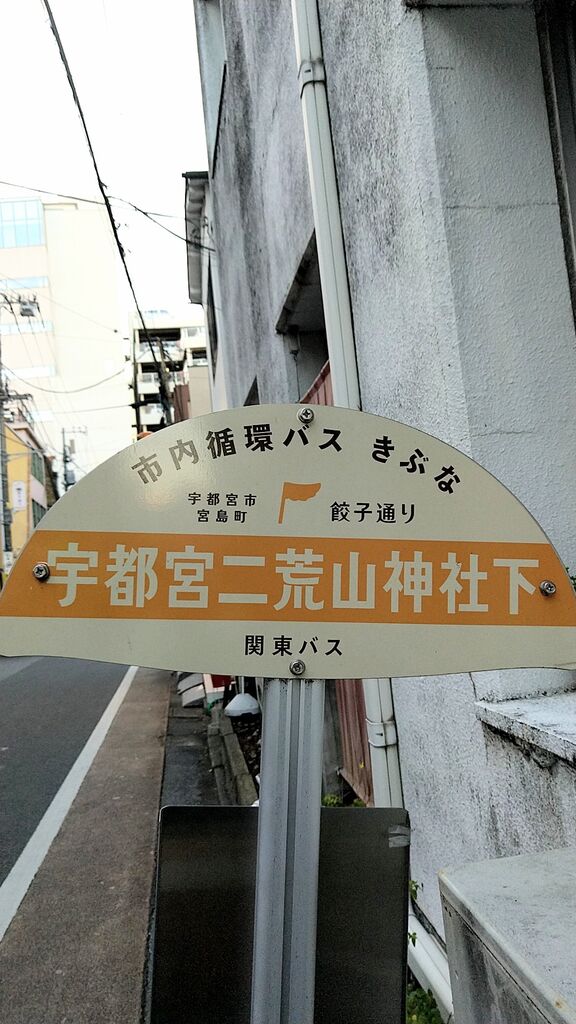 市内循環バス きぶな
宇都宮市
宮島町
餃子通り
宇都宮二荒山神社下
関東バス